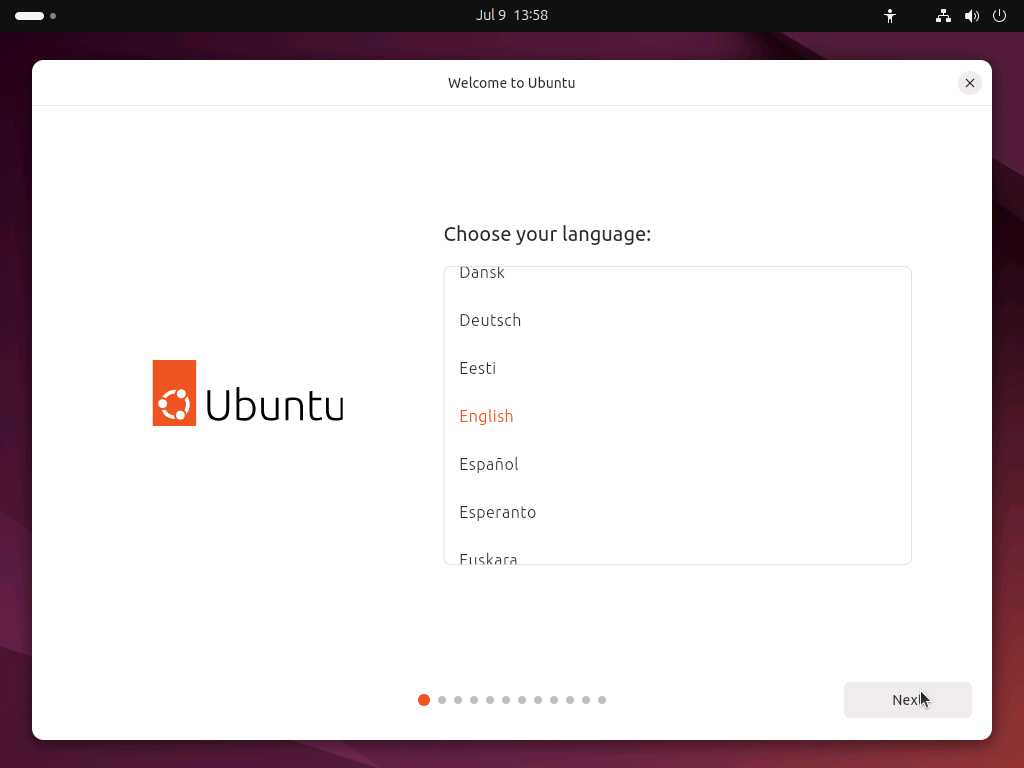 Jul 9 13:58
Welcome to Ubuntu
Choose your language:
Dansk
Deutsch
Eesti
English
Español
Esperanto
Euskara
Ubuntu
Next